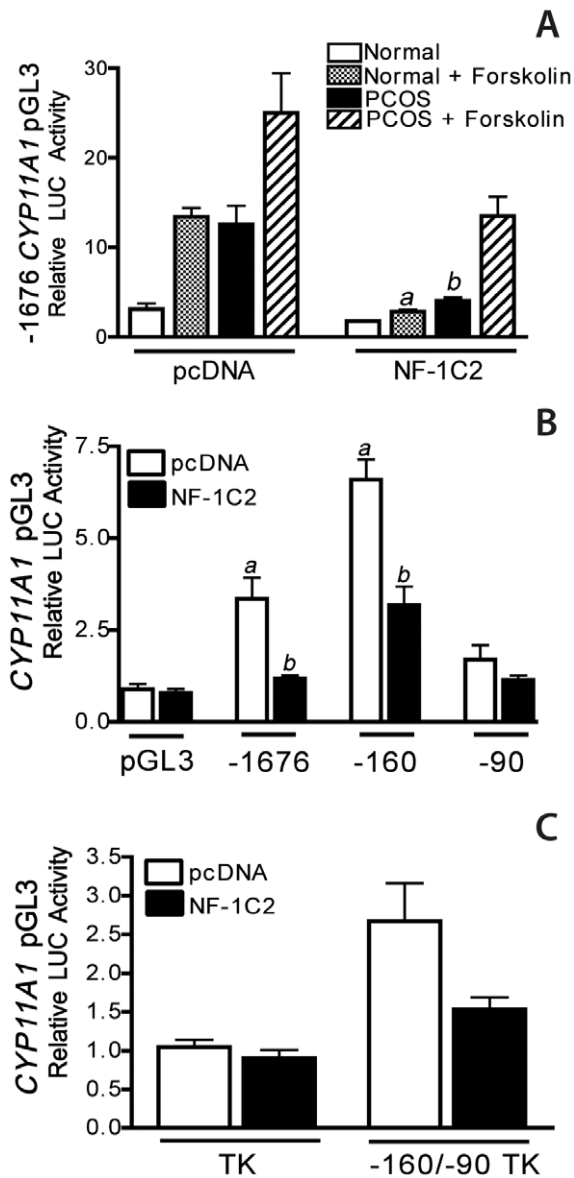 A
Normal
Normal + Forskolin
PCOS
PCOS + Forskolin
-1676 CYP11A1 pGL3
Relative LUC Activity
30
20
10
0
a
b
pcDNA
NF-1C2
B
pcDNA
NF-1C2
CYP11A1 pGL3
Relative LUC Activity
7.5
5.0
2.5
0.0
a
b
a
b
pGL3
-1676
-160
-90
C
pcDNA
NF-1C2
CYP11A1 pGL3
Relative LUC Activity
3.5
3.0
2.5
2.0
1.5
1.0
0.5
0.0
TK
-160/-90 TK